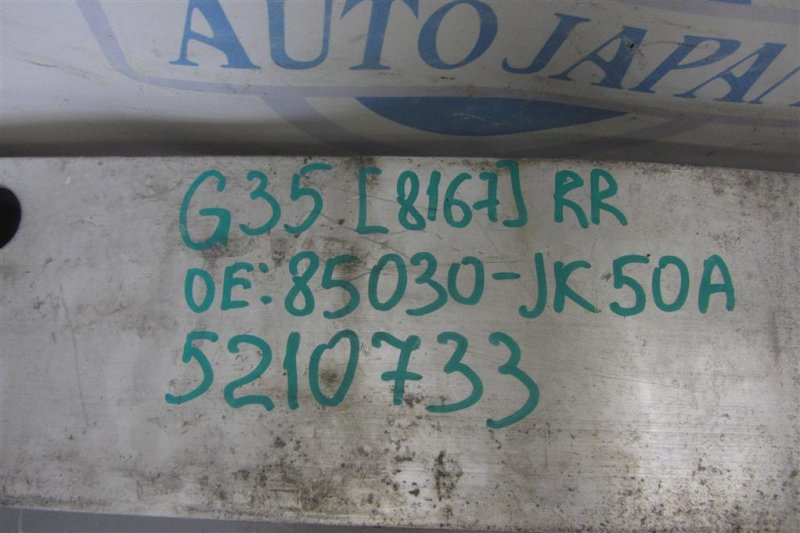 AUTO JAPAN
G35 [8167] RR
OE: 85030-JK50A
5210733